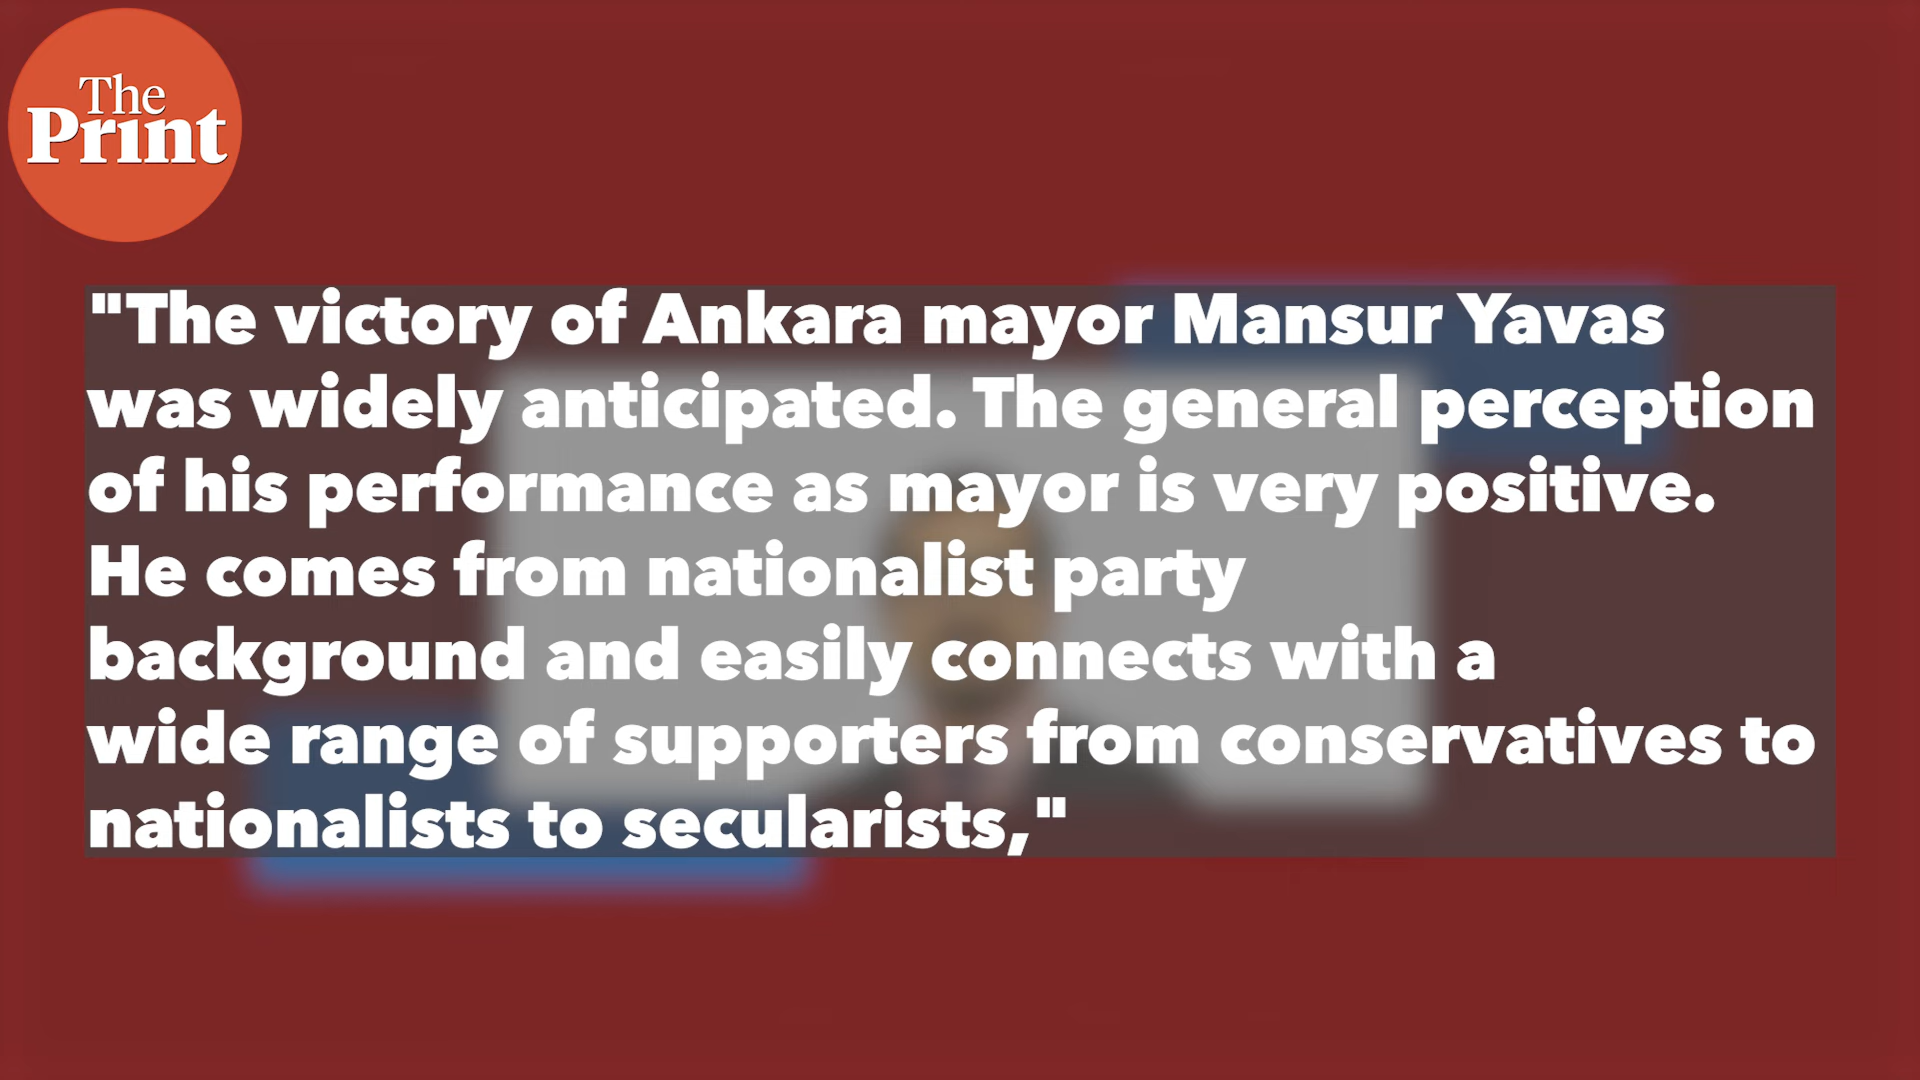 The
Print
"The victory of Ankara mayor Mansur Yavas
was widely anticipated. The general perception
of his performance as mayor is very positive.
He comes from nationalist party
background and easily connects with a
wide range of supporters from conservatives to
nationalists to secularists,"